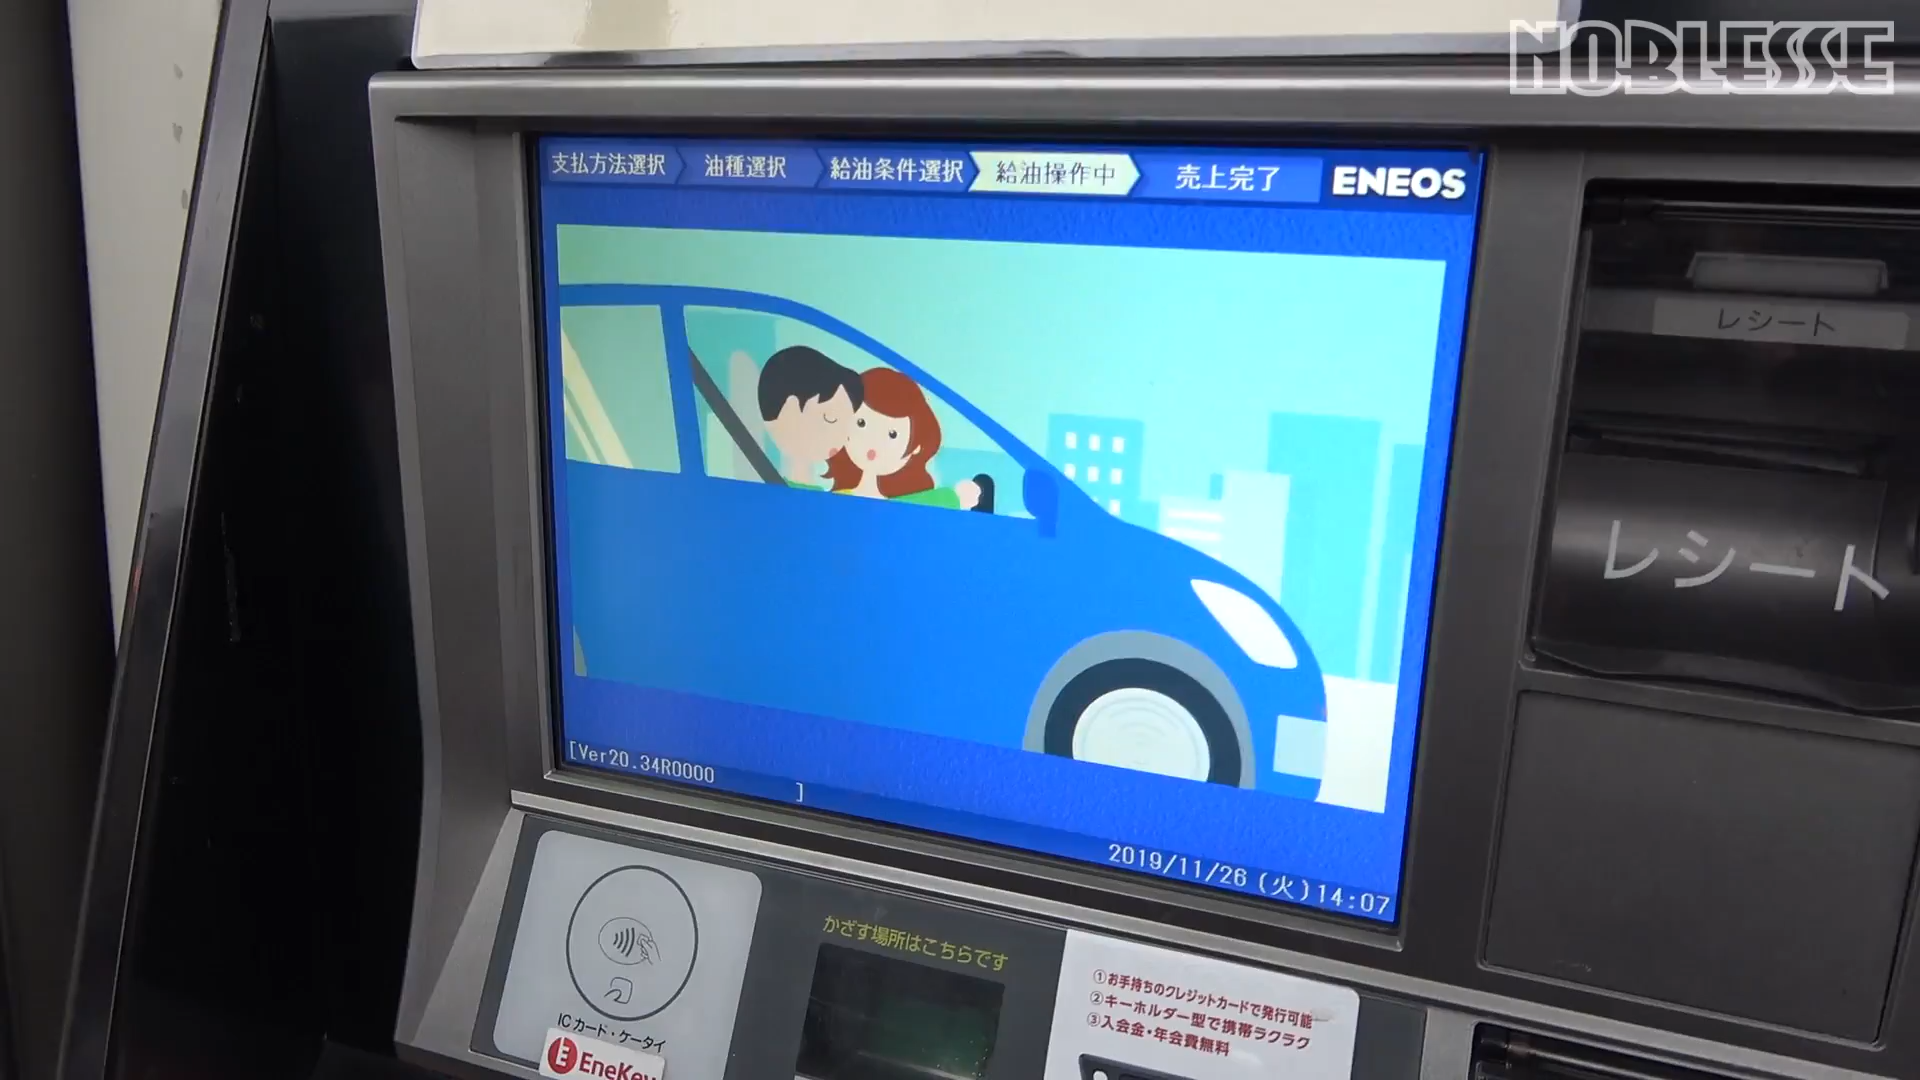 NOBLESSE
支払方法選択 油種選択 給油条件選択 給油操作中 売上完了 ENEOS
レシート
レシート
[Ver20.34R0000
]
2019/11/26 (火)14:07
かざす場所はこちらです
①お手持ちのクレジットカードで発行可能
②キーホルダー型で携帯ラクラク
③入会金・年会費無料
ICカード・ケータイ
EneKey